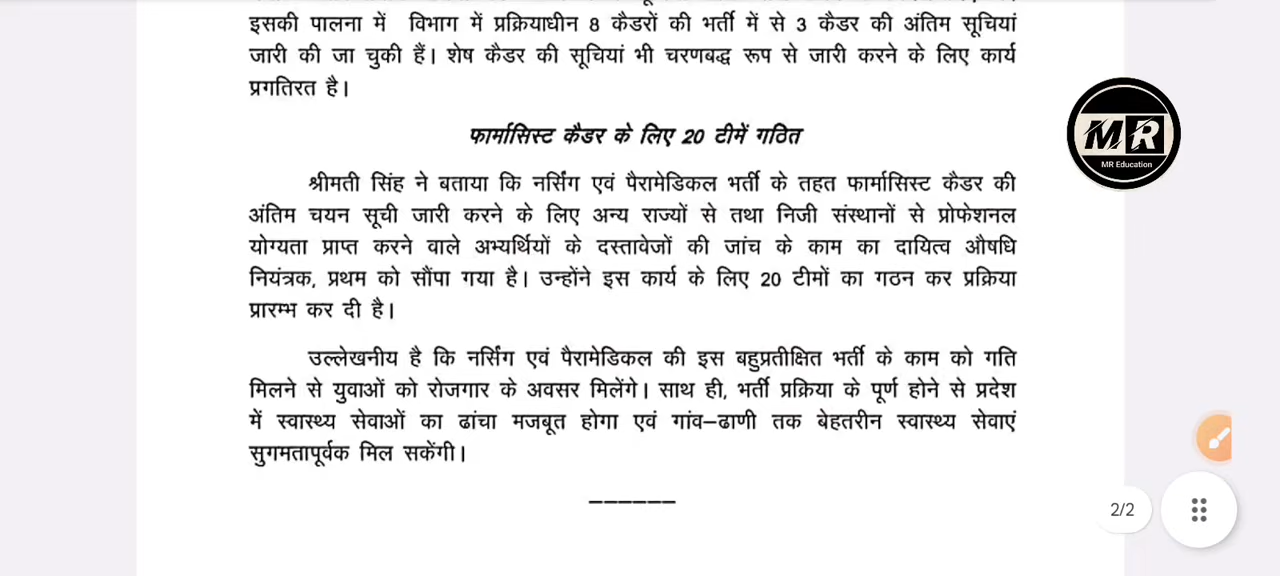 इसकी पालना में विभाग में प्रक्रियाधीन 8 कैडरों की भर्ती में से 3 कैडर की अंतिम सूचियां
जारी की जा चुकी हैं। शेष कैडर की सूचियां भी चरणबद्ध रूप से जारी करने के लिए कार्य
प्रगतिरत है।
फार्मासिस्ट कैडर के लिए 20 टीमें गठित
श्रीमती सिंह ने बताया कि नर्सिंग एवं पैरामेडिकल भर्ती के तहत फार्मासिस्ट कैडर की
अंतिम चयन सूची जारी करने के लिए अन्य राज्यों से तथा निजी संस्थानों से प्रोफेशनल
योग्यता प्राप्त करने वाले अभ्यर्थियों के दस्तावेजों की जांच के काम का दायित्व औषधि
नियंत्रक, प्रथम को सौंपा गया है। उन्होंने इस कार्य के लिए 20 टीमों का गठन कर प्रक्रिया
प्रारम्भ कर दी है।
उल्लेखनीय है कि नर्सिंग एवं पैरामेडिकल की इस बहुप्रतीक्षित भर्ती के काम को गति
मिलने से युवाओं को रोजगार के अवसर मिलेंगे। साथ ही, भर्ती प्रक्रिया के पूर्ण होने से प्रदेश
में स्वास्थ्य सेवाओं का ढांचा मजबूत होगा एवं गांव–ढाणी तक बेहतरीन स्वास्थ्य सेवाएं
सुगमतापूर्वक मिल सकेंगी।
––––––
MR
MR Education
2/2